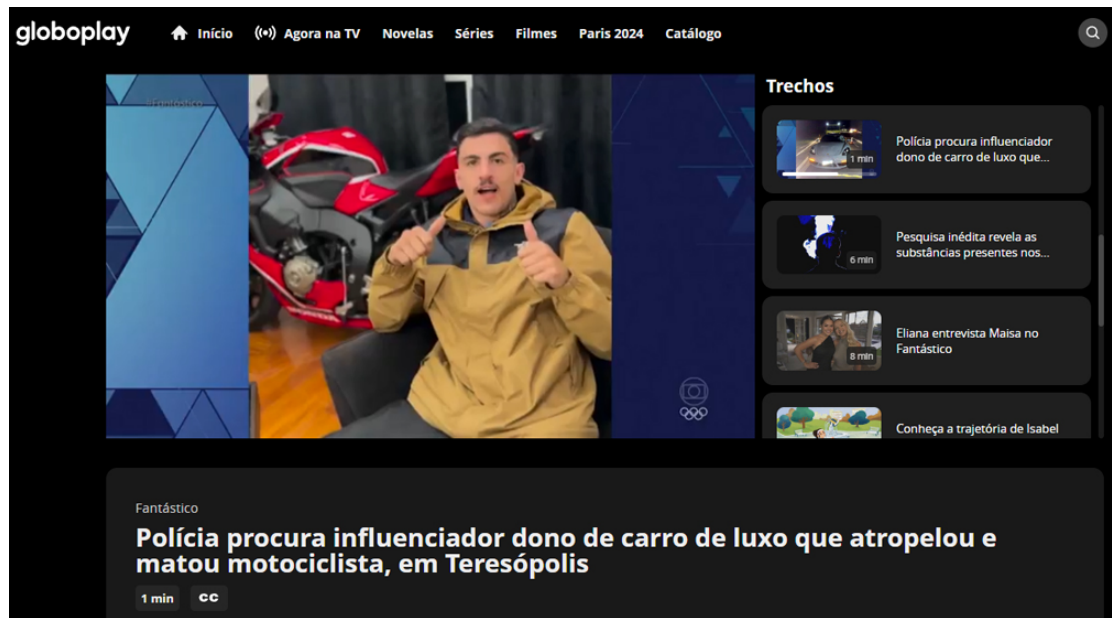 globoplay
Início
Agora na TV
Novelas
Séries
Filmes
Paris 2024
Catálogo
Fantástico
Trechos
1 min
Polícia procura influenciador
dono de carro de luxo que...
6 min
Pesquisa inédita revela as
substâncias presentes nos...
8 min
Eliana entrevista Maisa no
Fantástico
Conheça a trajetória de Isabel
Fantástico
Polícia procura influenciador dono de carro de luxo que atropelou e
matou motociclista, em Teresópolis
1 min
CC